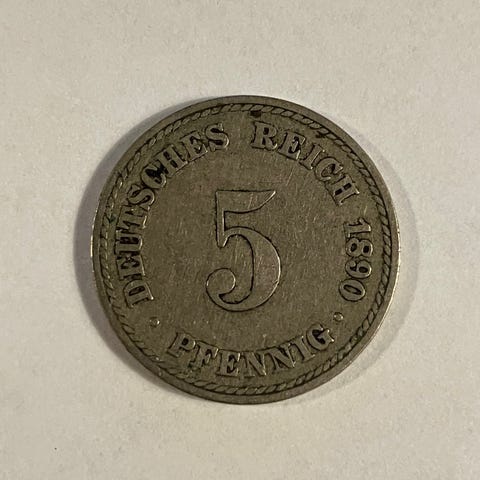 DEUTSCHES REICH 1890
5
· PFENNIG ·